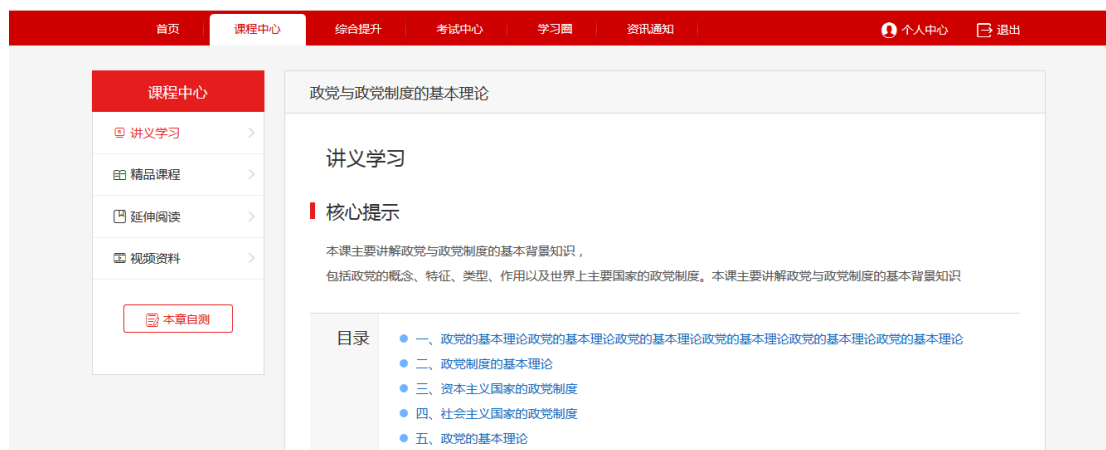 首页 课程中心 综合提升 考试中心 学习圈 资讯通知 个人中心 退出
课程中心
讲义学习
精品课程
延伸阅读
视频资料
本章自测
政党与政党制度的基本理论
讲义学习
核心提示
本课主要讲解政党与政党制度的基本背景知识，
包括政党的概念、特征、类型、作用以及世界上主要国家的政党制度。本课主要讲解政党与政党制度的基本背景知识
目录
一、政党的基本理论政党的基本理论政党的基本理论政党的基本理论政党的基本理论政党的基本理论
二、政党制度的基本理论
三、资本主义国家的政党制度
四、社会主义国家的政党制度
五、政党的基本理论